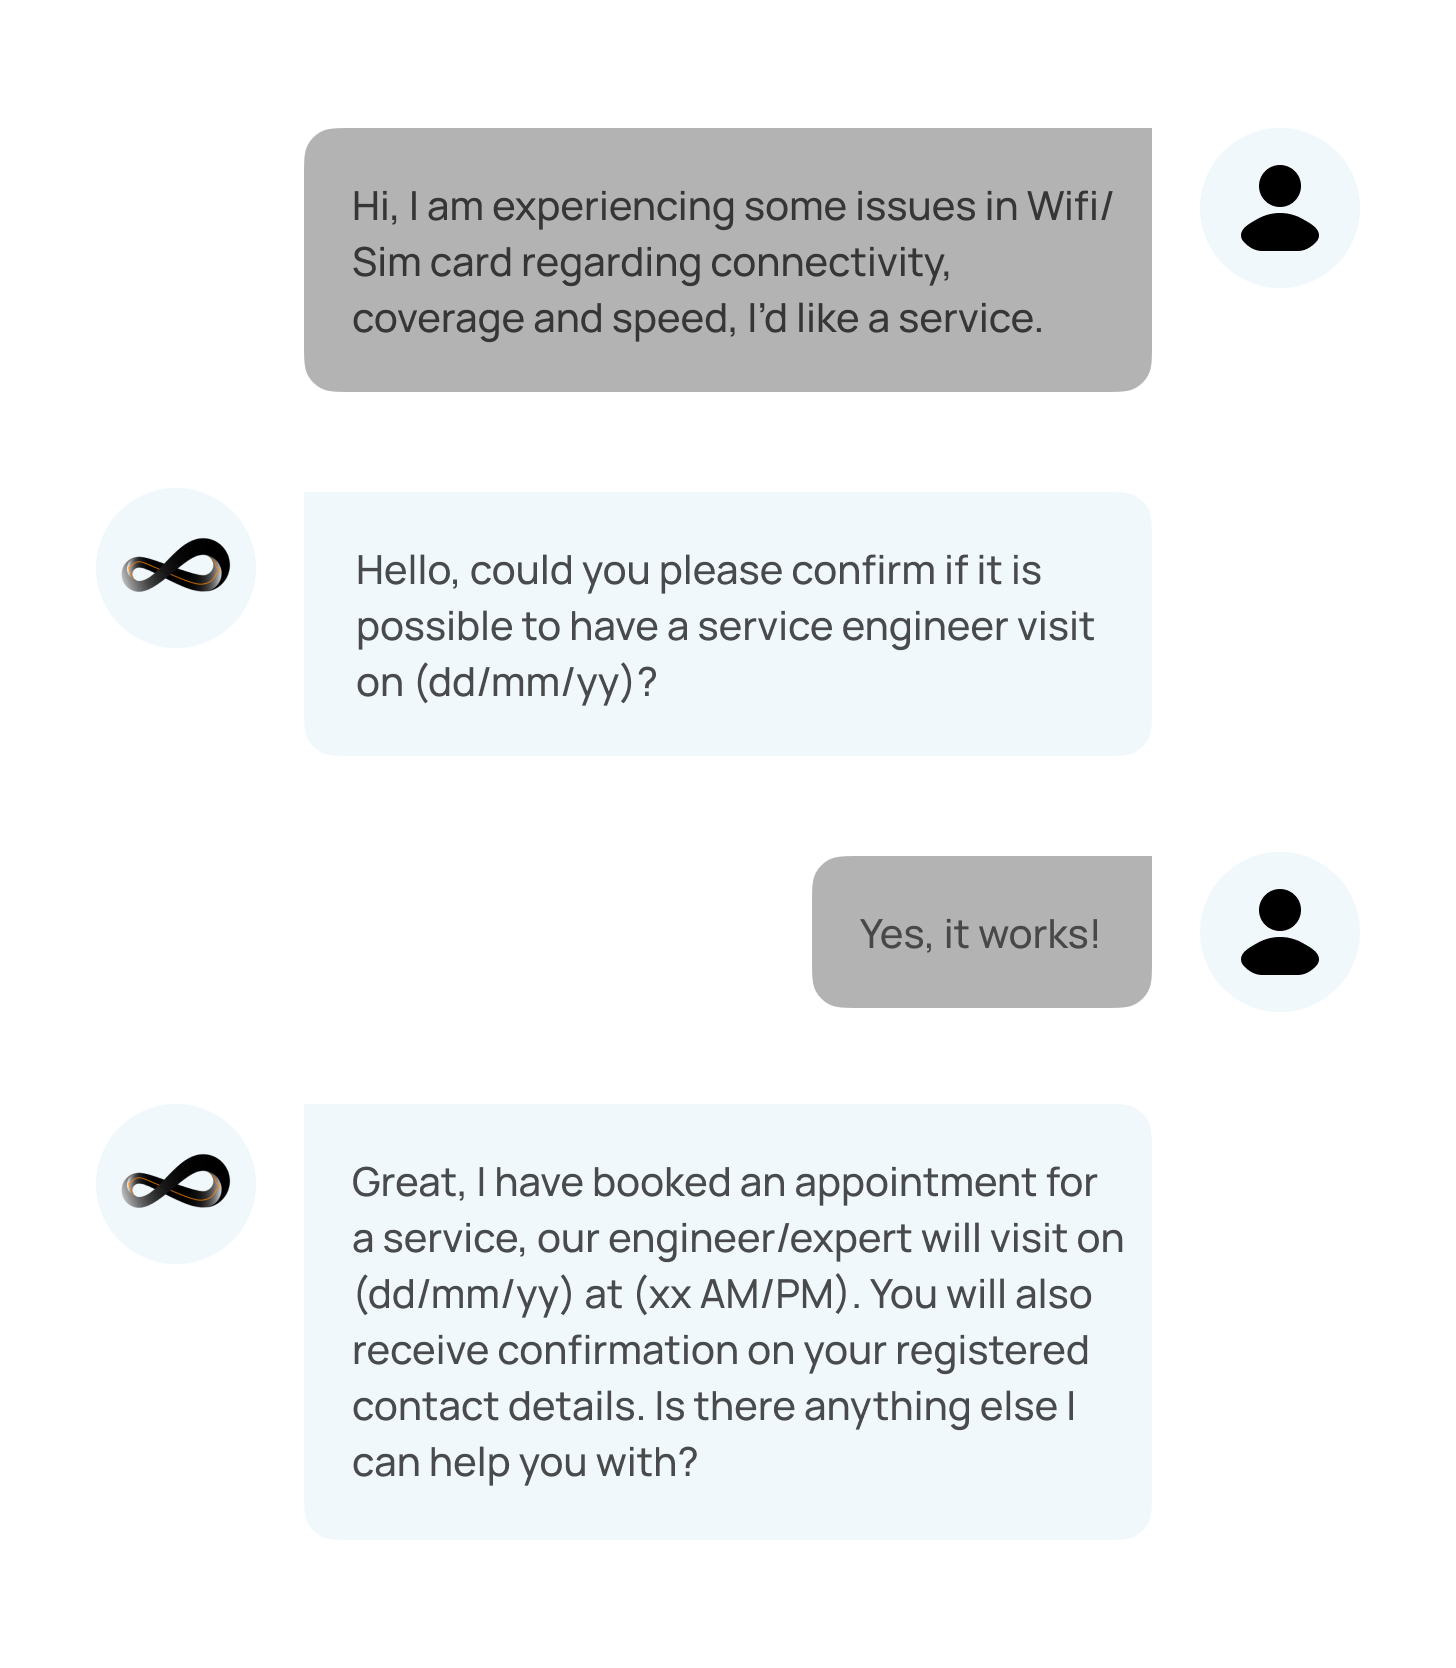 Hi, I am experiencing some issues in Wifi/
Sim card regarding connectivity,
coverage and speed, I’d like a service.
Hello, could you please confirm if it is
possible to have a service engineer visit
on (dd/mm/yy)?
Yes, it works!
Great, I have booked an appointment for
a service, our engineer/expert will visit on
(dd/mm/yy) at (xx AM/PM). You will also
receive confirmation on your registered
contact details. Is there anything else I
can help you with?